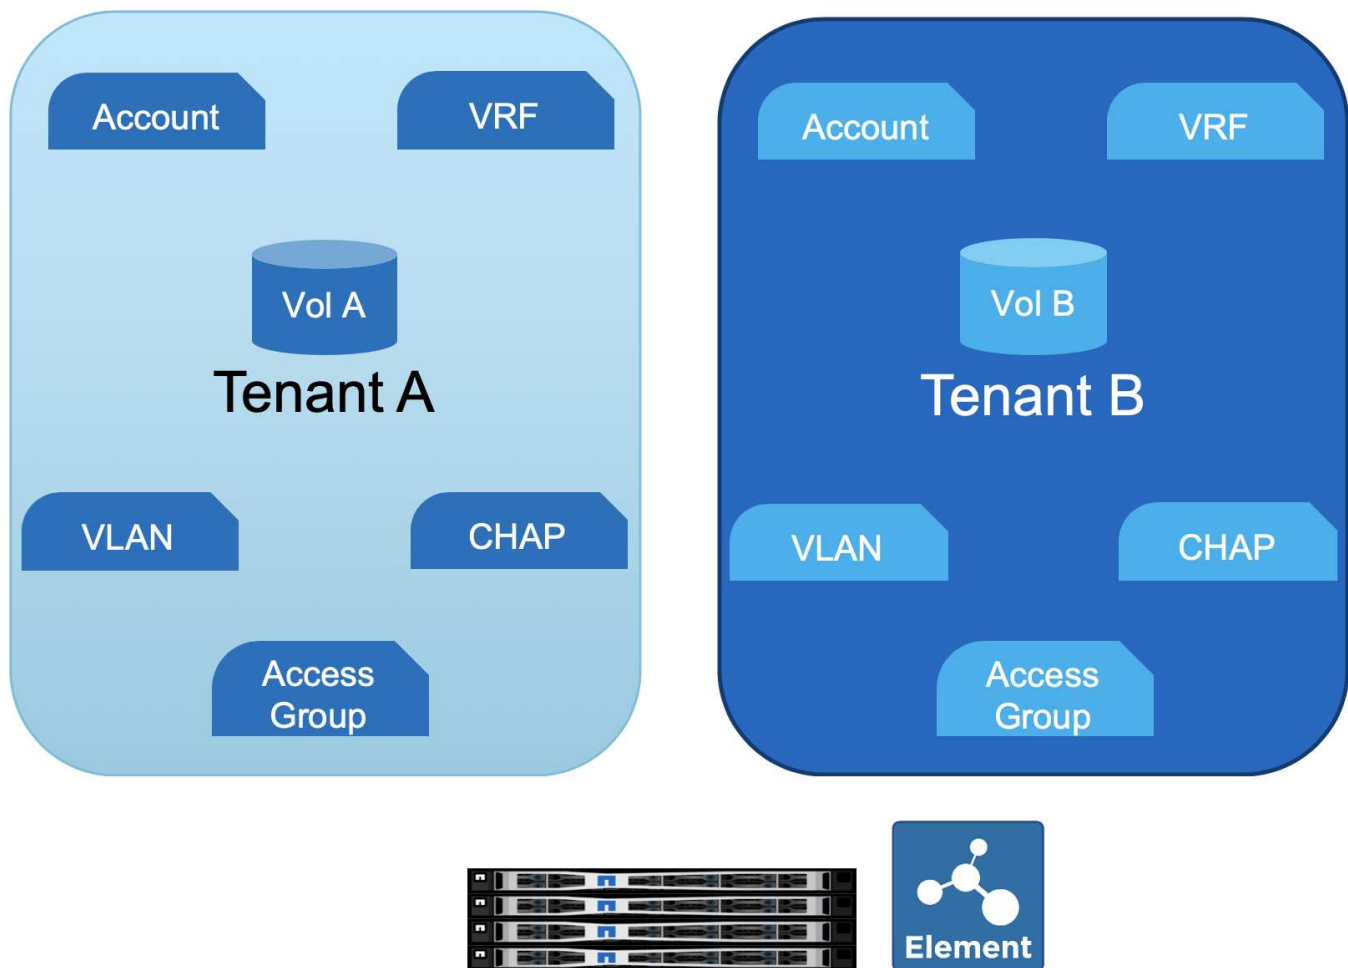 Account
VRF
Vol A
Tenant A
VLAN
CHAP
Access
Group
Account
VRF
Vol B
Tenant B
VLAN
CHAP
Access
Group
Element